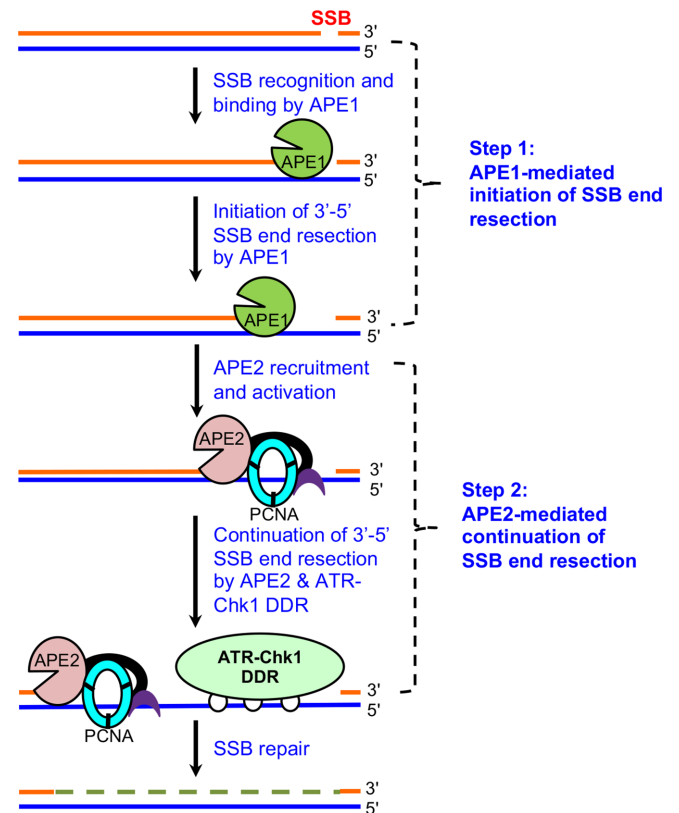 SSB
3'
5'
SSB recognition and
binding by APE1
APE1
3'
5'
Step 1:
APE1-mediated
initiation of SSB end
resection
Initiation of 3’-5’
SSB end resection
by APE1
APE1
3'
5'
APE2 recruitment
and activation
APE2
3'
5'
PCNA
Step 2:
APE2-mediated
continuation of
SSB end resection
Continuation of 3’-5’
SSB end resection
by APE2 & ATR-
Chk1 DDR
APE2
ATR-Chk1
DDR
3'
5'
PCNA
SSB repair
3'
5'